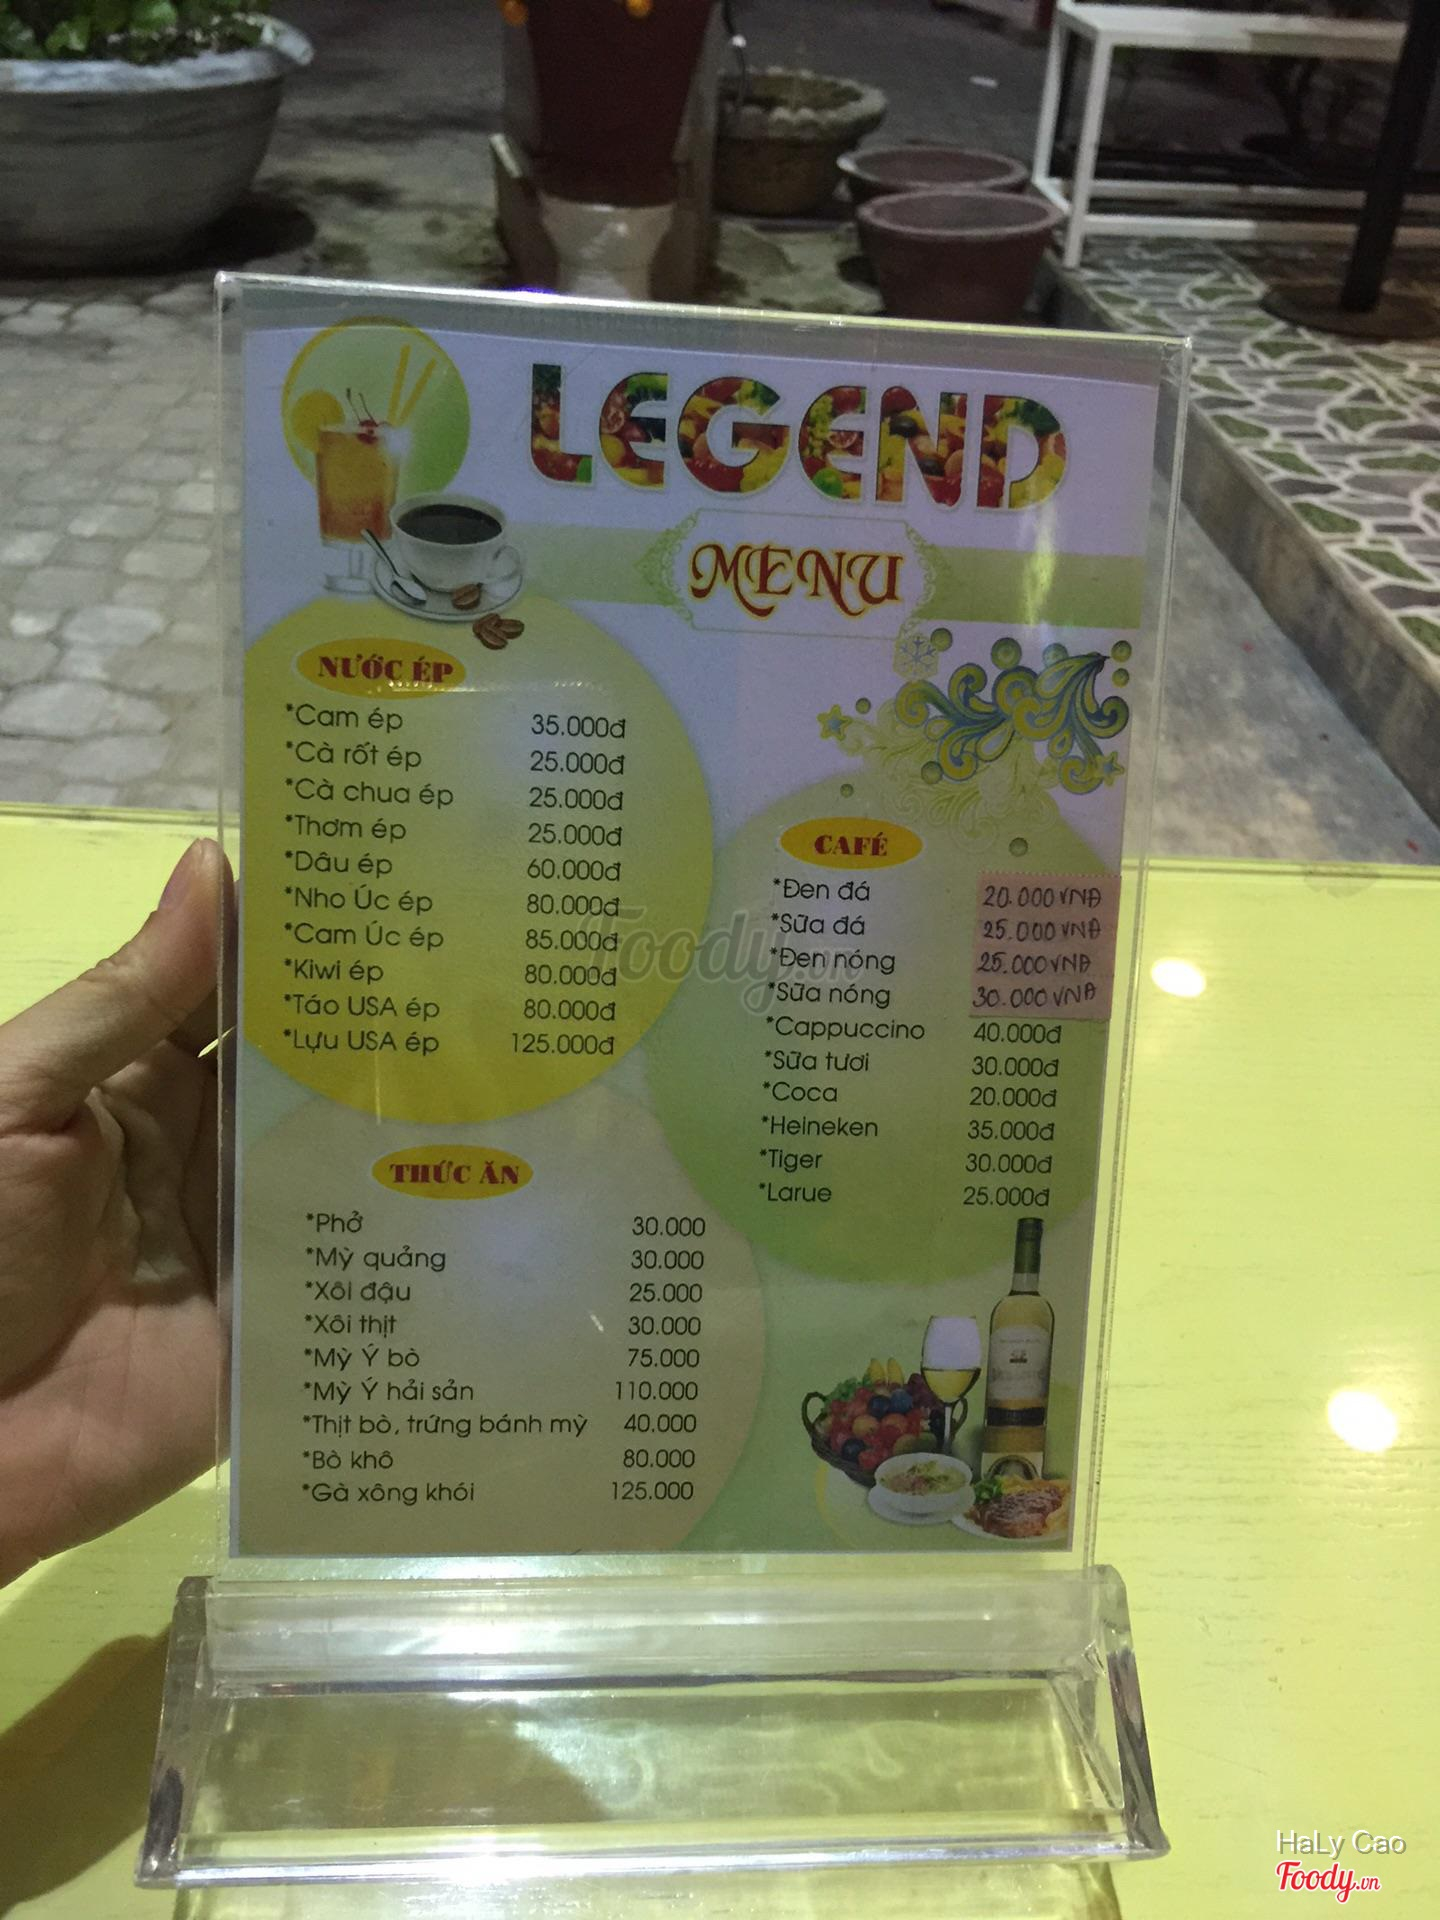 LEGEND
MENU
NƯỚC ÉP
*Cam ép 35.000đ
*Cà rốt ép 25.000đ
*Cà chua ép 25.000đ
*Thơm ép 25.000đ
*Dâu ép 60.000đ
*Nho Úc ép 80.000đ
*Cam Úc ép 85.000đ
*Kiwi ép 80.000đ
*Táo USA ép 80.000đ
*Lựu USA ép 125.000đ
CAFÉ
*Đen đá 20.000 VNĐ
*Sữa đá 25.000 VNĐ
*Đen nóng 25.000 VNĐ
*Sữa nóng 30.000 VNĐ
*Cappuccino 40.000đ
*Sữa tươi 30.000đ
*Coca 20.000đ
*Heineken 35.000đ
*Tiger 30.000đ
*Larue 25.000đ
THỨC ĂN
*Phở 30.000
*Mỳ quảng 30.000
*Xôi đậu 25.000
*Xôi thịt 30.000
*Mỳ Ý bò 75.000
*Mỳ Ý hải sản 110.000
*Thịt bò, trứng bánh mỳ 40.000
*Bò khô 80.000
*Gà xông khói 125.000
Foody.vn
HaLy Cao
Foody.vn